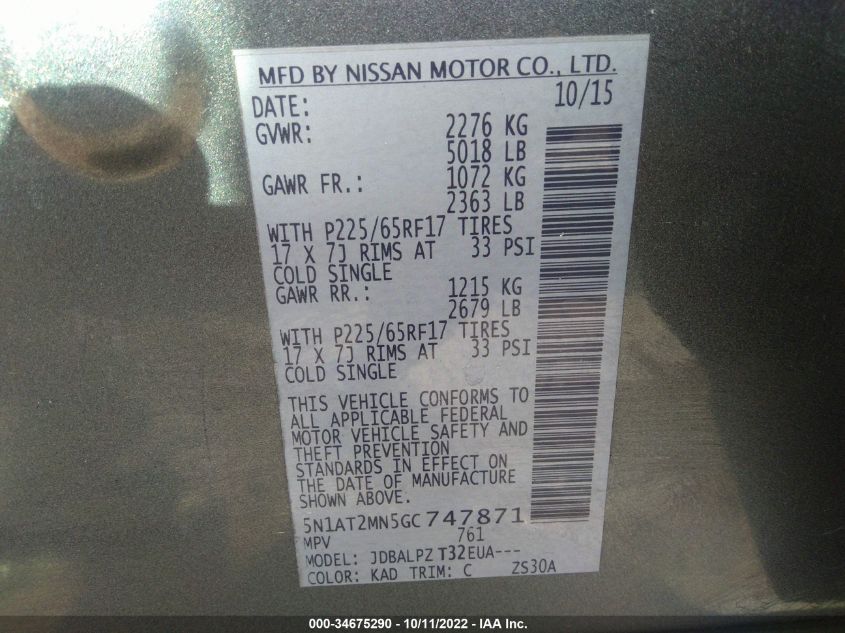 MFD BY NISSAN MOTOR CO., LTD.
DATE: 10/15
GVWR: 2276 KG
5018 LB
GAWR FR.: 1072 KG
2363 LB
WITH P225/65RF17 TIRES
17 X 7J RIMS AT 33 PSI
COLD SINGLE
GAWR RR.: 1215 KG
2679 LB
WITH P225/65RF17 TIRES
17 X 7J RIMS AT 33 PSI
COLD SINGLE
THIS VEHICLE CONFORMS TO
ALL APPLICABLE FEDERAL
MOTOR VEHICLE SAFETY AND
THEFT PREVENTION
STANDARDS IN EFFECT ON
THE DATE OF MANUFACTURE
SHOWN ABOVE.
5N1AT2MN5GC747871
MPV 761
MODEL: JDBALPZ T32EUA---
COLOR: KAD TRIM: C ZS30A
000-34675290 - 10/11/2022 - IAA Inc.